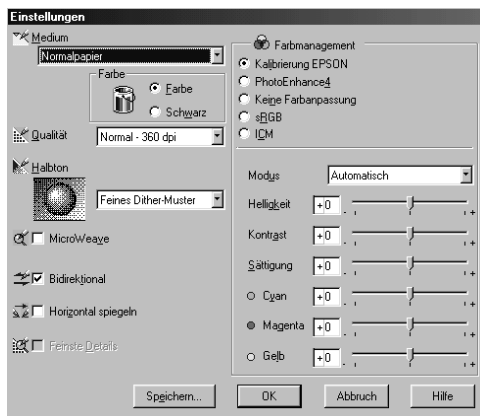 Einstellungen
Medium
Normalpapier
Farbe
Farbe
Schwarz
Qualität
Normal - 360 dpi
Halbton
Feines Dither-Muster
MicroWeave
Bidirektional
Horizontal spiegeln
Feinste Details
Farbmanagement
Kalibrierung EPSON
PhotoEnhance4
Keine Farbanpassung
sRGB
ICM
Modus
Automatisch
Helligkeit +0 - +
Kontrast +0 - +
Sättigung +0 - +
Cyan +0 - +
Magenta +0 - +
Gelb +0 - +
Speichern...
OK
Abbruch
Hilfe